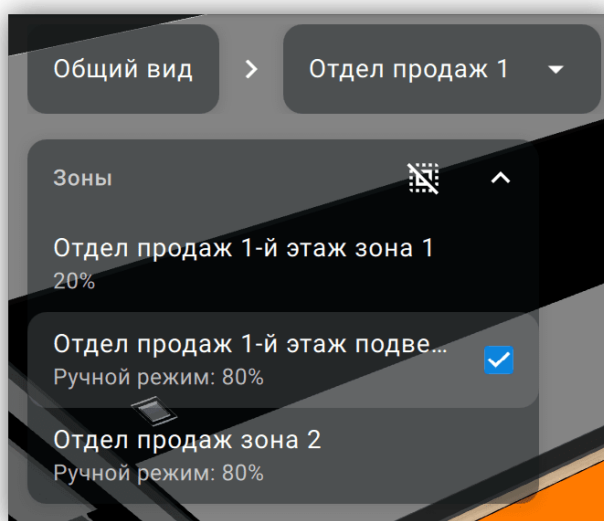 Общий вид
Отдел продаж 1
Зоны
Отдел продаж 1-й этаж зона 1
20%
Отдел продаж 1-й этаж подве...
Ручной режим: 80%
Отдел продаж зона 2
Ручной режим: 80%